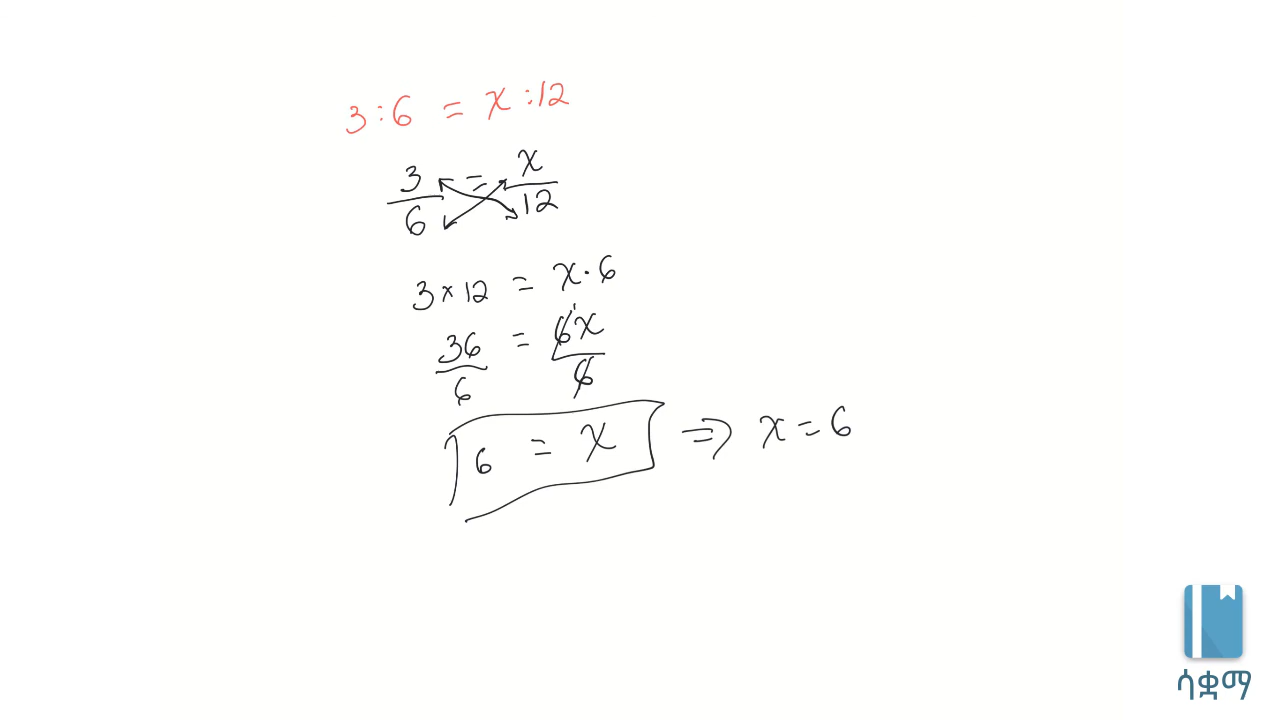 3:6 = x:12
3/6 = x/12
3 × 12 = x · 6
36/6 = 6x/6
6 = x ⇒ x = 6
ሳቋማ